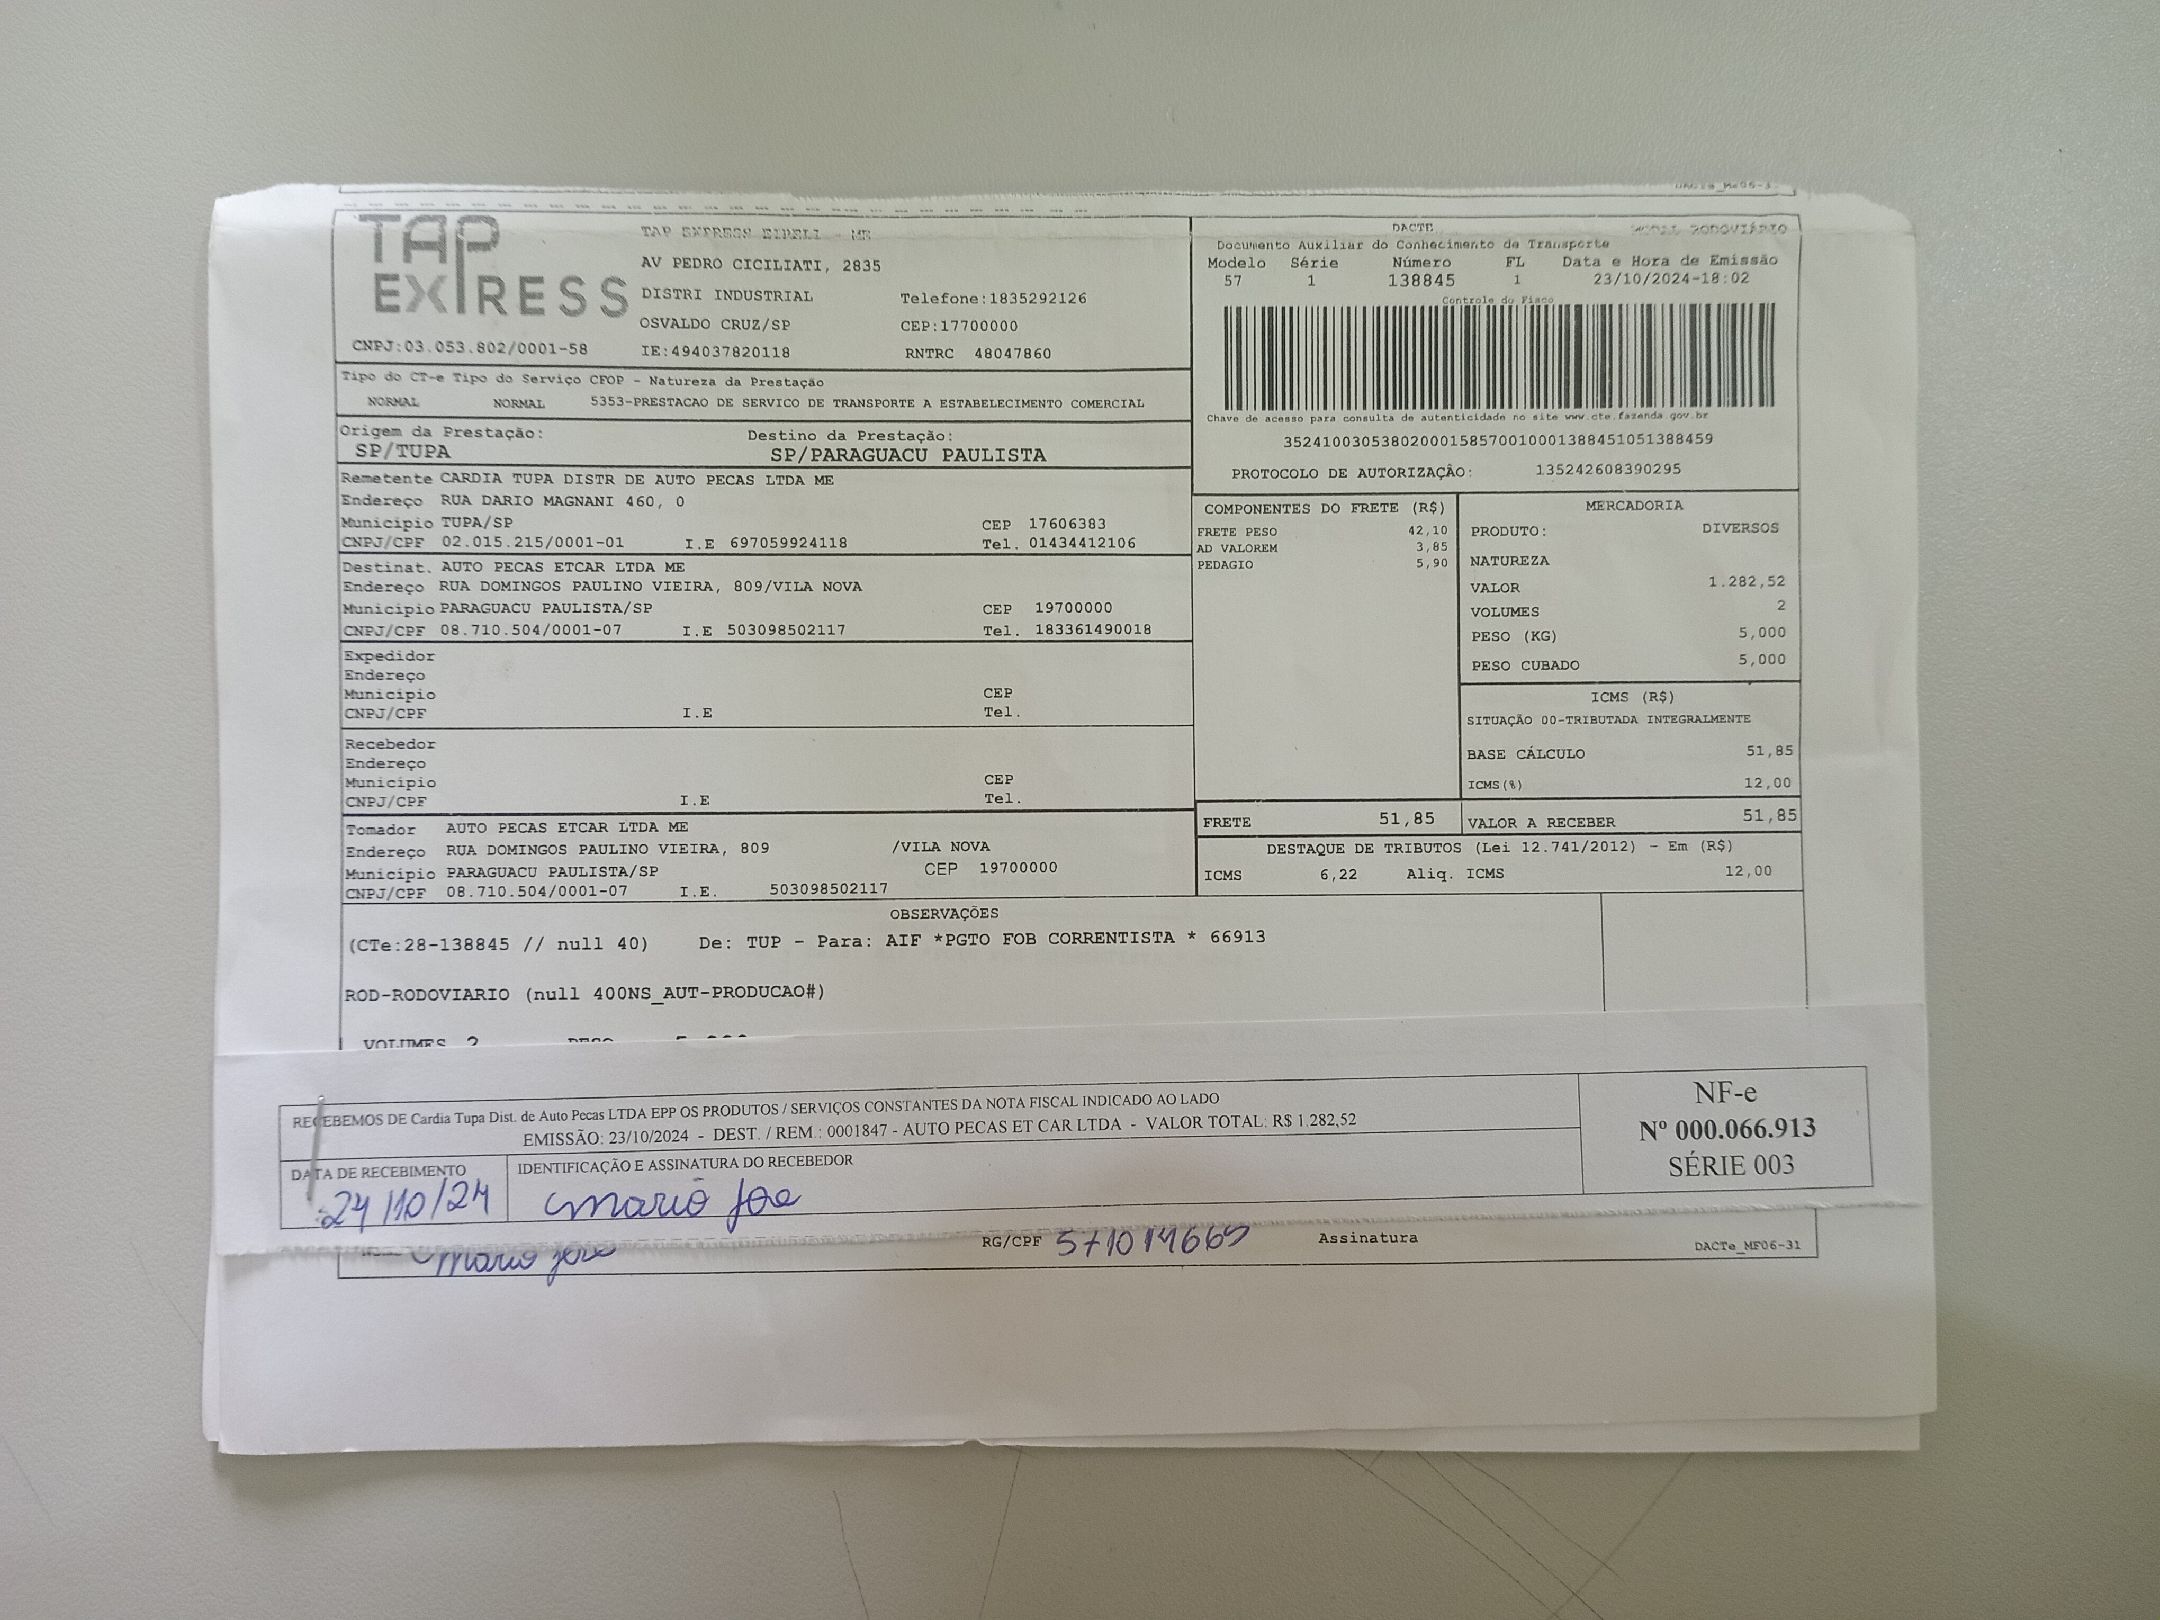 TAP EXPRESS
TAP EXPRESS EIRELI - ME
AV PEDRO CICILIATI, 2835
DISTRI INDUSTRIAL Telefone:1835292126
OSVALDO CRUZ/SP CEP:17700000
CNPJ:03.053.802/0001-58 IE:494037820118 RNTRC 48047860
DACTE MODAL RODOVIÁRIO
Documento Auxiliar do Conhecimento de Transporte
Modelo Série Número FL Data e Hora de Emissão
57 1 138845 1 23/10/2024-18:02
Controle do Fisco
Chave de acesso para consulta de autenticidade no site www.cte.fazenda.gov.br
35241003053802000158570010001388451051388459
PROTOCOLO DE AUTORIZAÇÃO: 135242608390295
Tipo do CT-e Tipo do Serviço CFOP - Natureza da Prestação
NORMAL NORMAL 5353-PRESTACAO DE SERVICO DE TRANSPORTE A ESTABELECIMENTO COMERCIAL
Origem da Prestação: Destino da Prestação:
SP/TUPA SP/PARAGUACU PAULISTA
Remetente CARDIA TUPA DISTR DE AUTO PECAS LTDA ME
Endereço RUA DARIO MAGNANI 460, 0
Municipio TUPA/SP CEP 17606383
CNPJ/CPF 02.015.215/0001-01 I.E 697059924118 Tel. 01434412106
Destinat. AUTO PECAS ETCAR LTDA ME
Endereço RUA DOMINGOS PAULINO VIEIRA, 809/VILA NOVA
Municipio PARAGUACU PAULISTA/SP CEP 19700000
CNPJ/CPF 08.710.504/0001-07 I.E 503098502117 Tel. 183361490018
Expedidor
Endereço
Municipio CEP
CNPJ/CPF I.E Tel.
Recebedor
Endereço
Municipio CEP
CNPJ/CPF I.E Tel.
Tomador AUTO PECAS ETCAR LTDA ME
Endereço RUA DOMINGOS PAULINO VIEIRA, 809 /VILA NOVA
Municipio PARAGUACU PAULISTA/SP CEP 19700000
CNPJ/CPF 08.710.504/0001-07 I.E. 503098502117
COMPONENTES DO FRETE (R$)
FRETE PESO 42,10
AD VALOREM 3,85
PEDAGIO 5,90
MERCADORIA
PRODUTO: DIVERSOS
NATUREZA
VALOR 1.282,52
VOLUMES 2
PESO (KG) 5,000
PESO CUBADO 5,000
ICMS (R$)
SITUAÇÃO 00-TRIBUTADA INTEGRALMENTE
BASE CÁLCULO 51,85
ICMS(%) 12,00
FRETE 51,85 VALOR A RECEBER 51,85
DESTAQUE DE TRIBUTOS (Lei 12.741/2012) - Em (R$)
ICMS 6,22 Aliq. ICMS 12,00
OBSERVAÇÕES
(CTe:28-138845 // null 40) De: TUP - Para: AIF *PGTO FOB CORRENTISTA * 66913
ROD-RODOVIARIO (null 400NS_AUT-PRODUCAO#)
VOLUMES 2
RECEBEMOS DE Cardia Tupa Dist. de Auto Pecas LTDA EPP OS PRODUTOS / SERVIÇOS CONSTANTES DA NOTA FISCAL INDICADO AO LADO
EMISSÃO: 23/10/2024 - DEST. / REM.: 0001847 - AUTO PECAS ET CAR LTDA - VALOR TOTAL: R$ 1.282,52
NF-e
Nº 000.066.913
SÉRIE 003
DATA DE RECEBIMENTO IDENTIFICAÇÃO E ASSINATURA DO RECEBEDOR
24/10/24
RG/CPF 571014669 Assinatura
DACTe_MF06-31